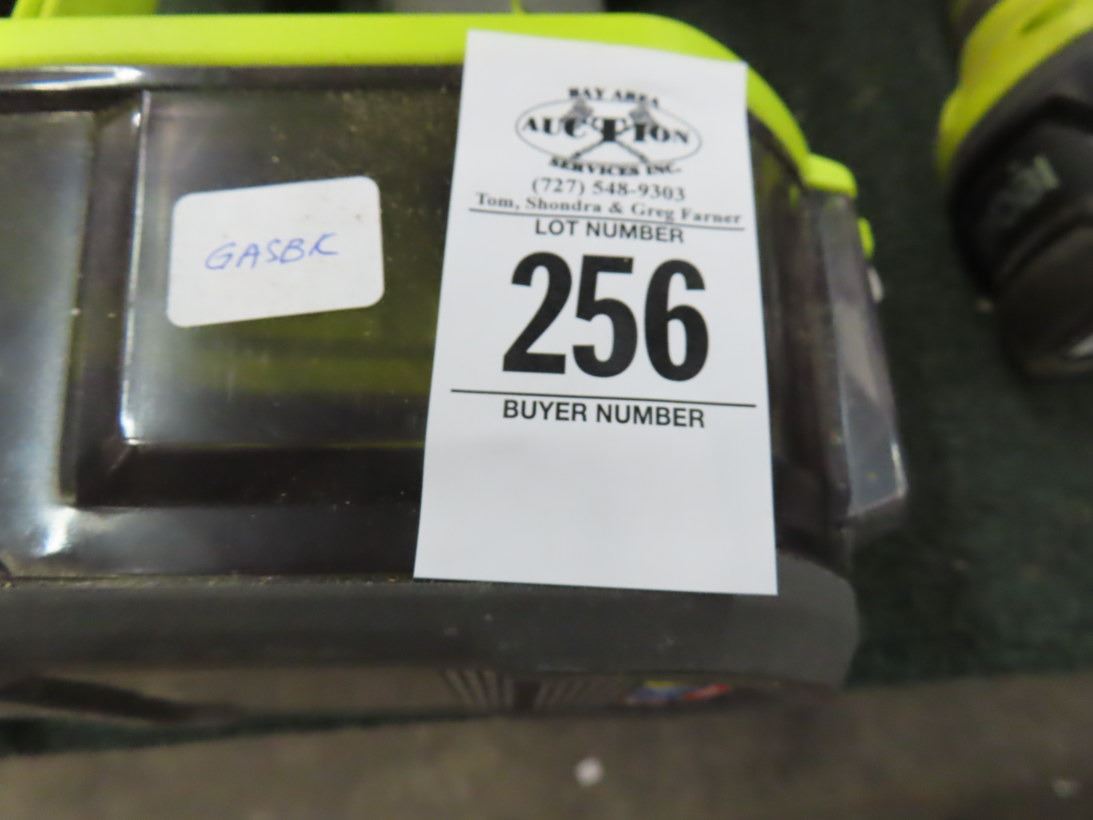 GASBK
BAY AREA
AUCTION
SERVICES INC.
(727) 548-9303
Tom, Shondra & Greg Farner
LOT NUMBER
256
BUYER NUMBER